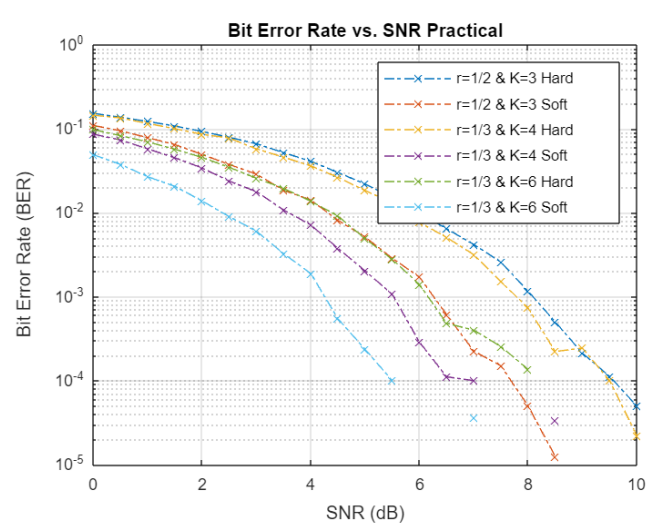 Bit Error Rate vs. SNR Practical
10^0
10^-1
10^-2
10^-3
10^-4
10^-5
Bit Error Rate (BER)
r=1/2 & K=3 Hard
r=1/2 & K=3 Soft
r=1/3 & K=4 Hard
r=1/3 & K=4 Soft
r=1/3 & K=6 Hard
r=1/3 & K=6 Soft
0 2 4 6 8 10
SNR (dB)